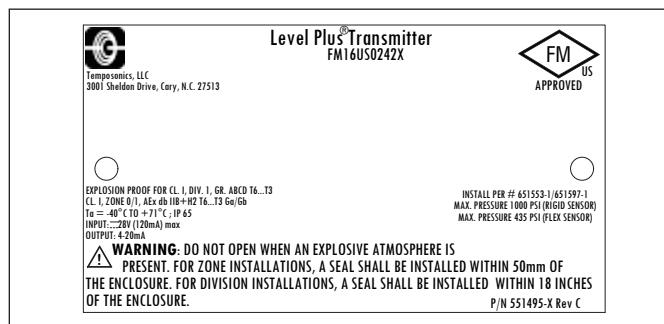 Level Plus® Transmitter
FM16US0242X
FM
US
APPROVED
Temposonics, LLC
3001 Sheldon Drive, Cary, N.C. 27513
EXPLOSION PROOF FOR CL. I, DIV. 1, GR. ABCD T6...T3
CL. I, ZONE 0/1, AEx db IIB+H2 T6...T3 Ga/Gb
Ta = -40°C TO +71°C ; IP 65
INPUT:⎓28V (120mA) max
OUTPUT: 4-20mA
INSTALL PER # 651553-1/651597-1
MAX. PRESSURE 1000 PSI (RIGID SENSOR)
MAX. PRESSURE 435 PSI (FLEX SENSOR)
WARNING: DO NOT OPEN WHEN AN EXPLOSIVE ATMOSPHERE IS
PRESENT. FOR ZONE INSTALLATIONS, A SEAL SHALL BE INSTALLED WITHIN 50mm OF
THE ENCLOSURE. FOR DIVISION INSTALLATIONS, A SEAL SHALL BE INSTALLED WITHIN 18 INCHES
OF THE ENCLOSURE.
P/N 551495-X Rev C